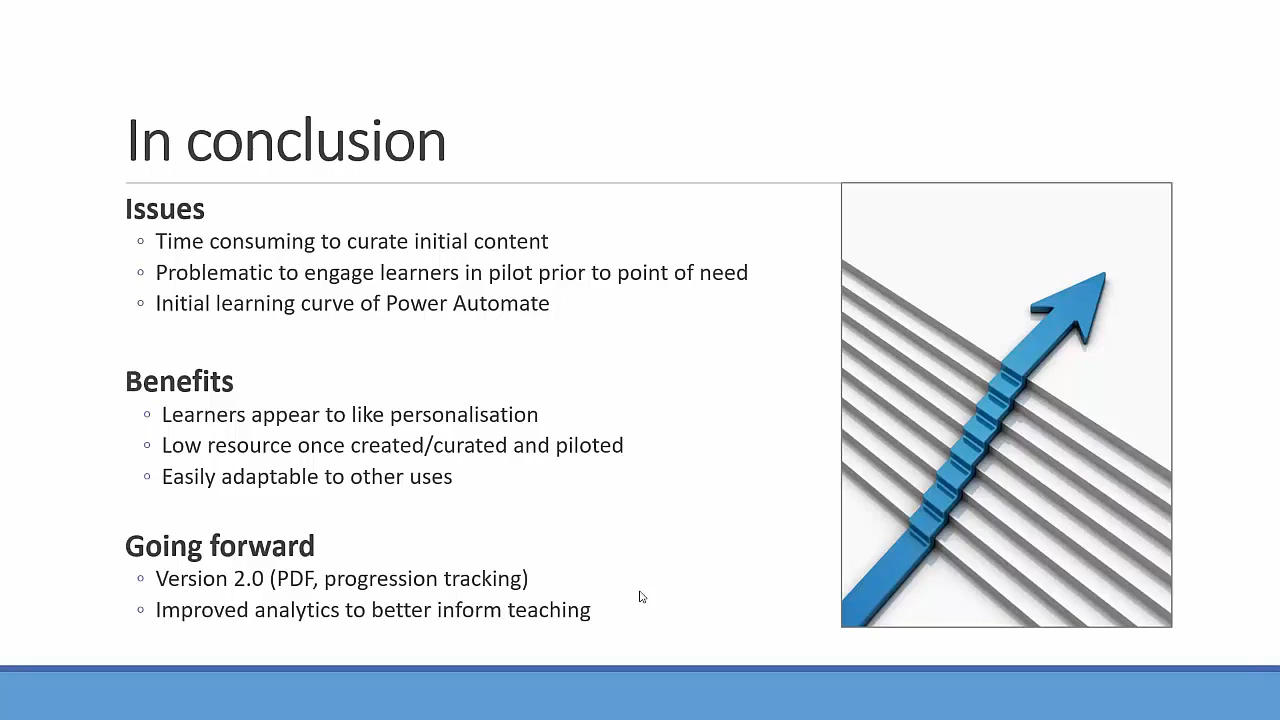 In conclusion
Issues
◦ Time consuming to curate initial content
◦ Problematic to engage learners in pilot prior to point of need
◦ Initial learning curve of Power Automate
Benefits
◦ Learners appear to like personalisation
◦ Low resource once created/curated and piloted
◦ Easily adaptable to other uses
Going forward
◦ Version 2.0 (PDF, progression tracking)
◦ Improved analytics to better inform teaching